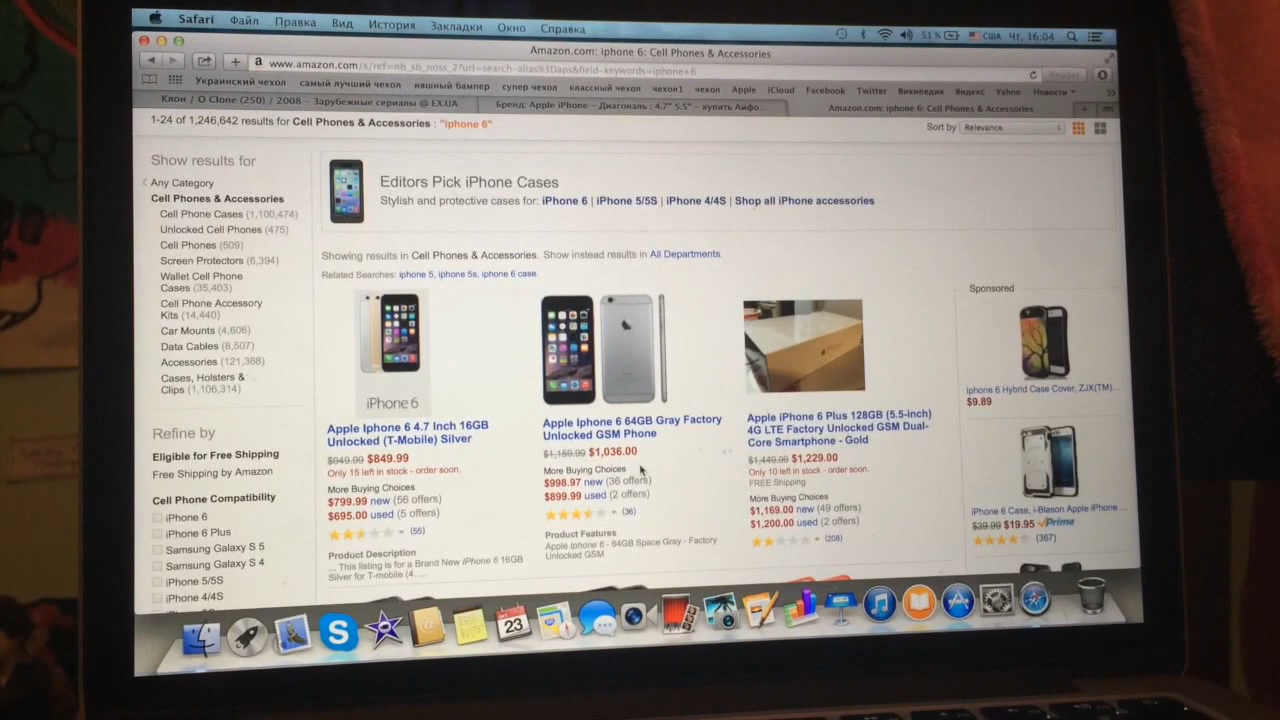 Safari Файл Правка Вид История Закладки Окно Справка
51% США Чт. 16:04
Amazon.com: iphone 6: Cell Phones & Accessories
www.amazon.com/s/ref=nb_sb_noss_2?url=search-alias%3Daps&field-keywords=iphone+6
Reader
Украинский чехол самый лучший чехол няшный бампер супер чехол классный чехол чехол1 чехол Apple iCloud Facebook Twitter Википедия Яндекс Yahoo Новости
Клон / O Clone (250) / 2008 – Зарубежные сериалы @ EX.UA
Бренд: Apple iPhone – Диагональ: 4.7" 5.5" – купить Айфо...
Amazon.com: iphone 6: Cell Phones & Accessories
1-24 of 1,246,642 results for Cell Phones & Accessories : "iphone 6"
Sort by Relevance
Show results for
Any Category
Cell Phones & Accessories
Cell Phone Cases (1,100,474)
Unlocked Cell Phones (475)
Cell Phones (509)
Screen Protectors (6,394)
Wallet Cell Phone
Cases (35,403)
Cell Phone Accessory
Kits (14,440)
Car Mounts (4,606)
Data Cables (8,507)
Accessories (121,368)
Cases, Holsters &
Clips (1,106,314)
Refine by
Eligible for Free Shipping
Free Shipping by Amazon
Cell Phone Compatibility
iPhone 6
iPhone 6 Plus
Samsung Galaxy S 5
Samsung Galaxy S 4
iPhone 5/5S
iPhone 4/4S
Editors Pick iPhone Cases
Stylish and protective cases for: iPhone 6 | iPhone 5/5S | iPhone 4/4S | Shop all iPhone accessories
Showing results in Cell Phones & Accessories. Show instead results in All Departments.
Related Searches: iphone 5, iphone 5s, iphone 6 case.
iPhone 6
Apple Iphone 6 4.7 Inch 16GB
Unlocked (T-Mobile) Silver
$949.99 $849.99
Only 15 left in stock - order soon.
More Buying Choices
$799.99 new (56 offers)
$695.00 used (5 offers)
(55)
Product Description
... This listing for a Brand New iPhone 6 16GB
Silver for T-mobile (4. ...
Apple Iphone 6 64GB Gray Factory
Unlocked GSM Phone
$1,160.99 $1,036.00
More Buying Choices
$998.97 new (36 offers)
$899.99 used (2 offers)
(36)
Product Features
Apple Iphone 6 - 64GB Space Gray - Factory
Unlocked GSM
Apple iPhone 6 Plus 128GB (5.5-inch)
4G LTE Factory Unlocked GSM Dual-
Core Smartphone - Gold
$1,449.99 $1,229.00
Only 10 left in stock - order soon.
FREE Shipping
More Buying Choices
$1,169.00 new (49 offers)
$1,200.00 used (2 offers)
(208)
Sponsored
Iphone 6 Hybrid Case Cover, ZJX(TM)...
$9.89
iPhone 6 Case, i-Blason Apple iPhone ...
$39.99 $19.95 Prime
(367)
23